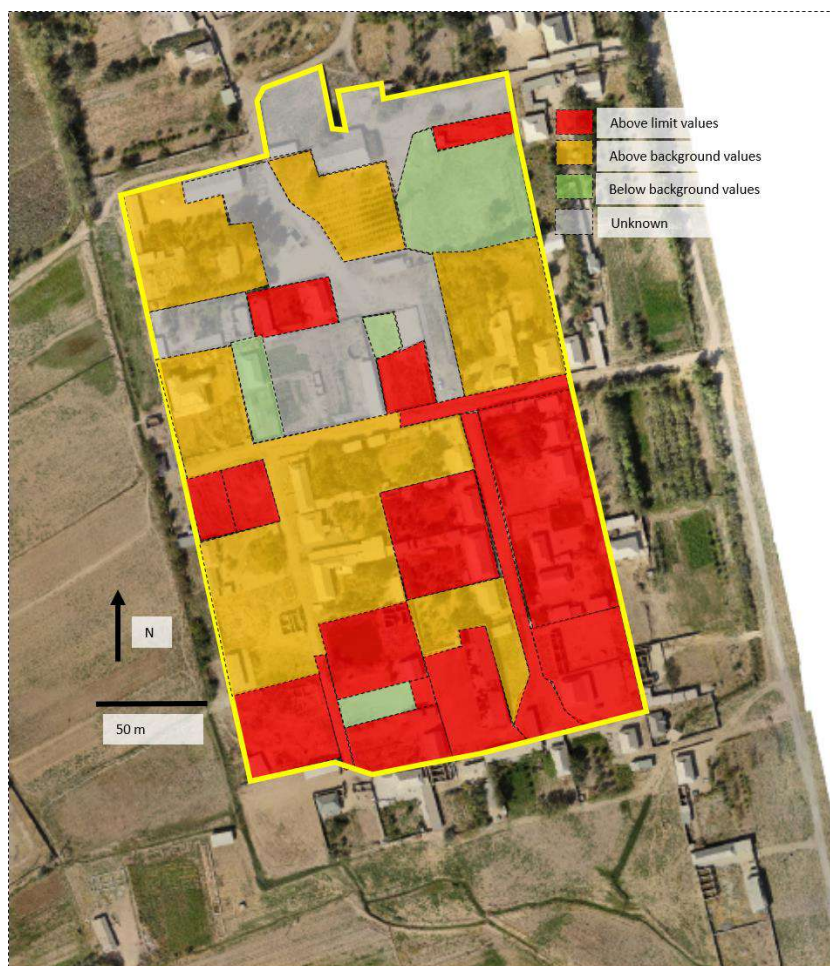 Above limit values
Above background values
Below background values
Unknown
N
50 m